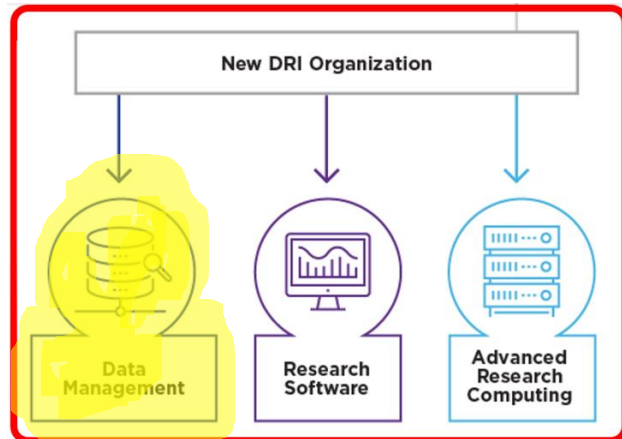 New DRI Organization
Data
Management
Research
Software
Advanced
Research
Computing